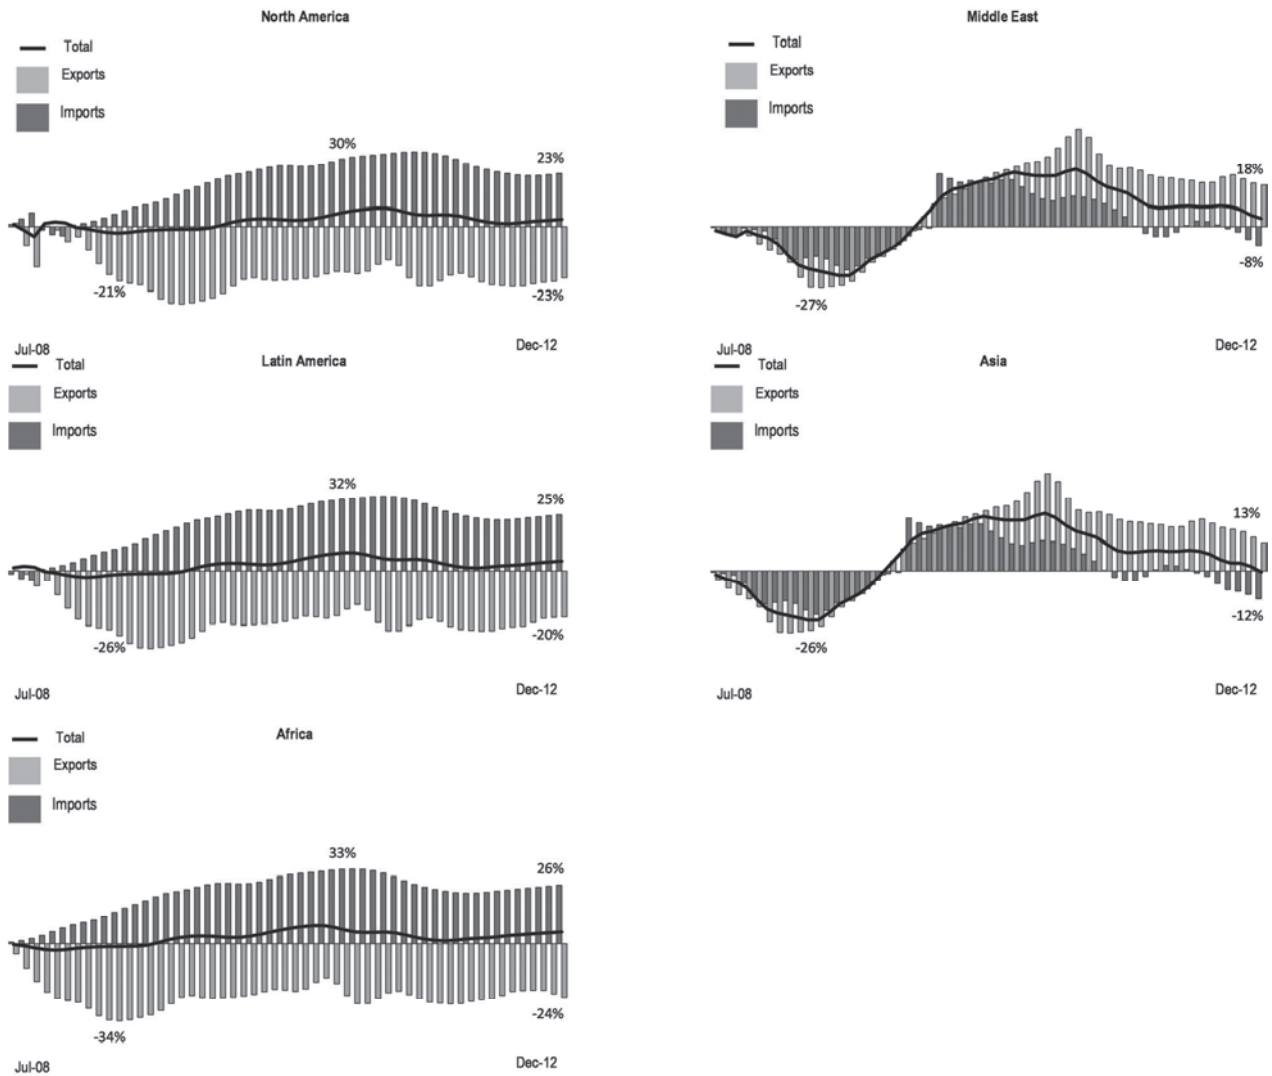 North America
Total
Exports
Imports
30%
23%
-21%
-23%
Jul-08
Dec-12
Middle East
Total
Exports
Imports
18%
-8%
-27%
Jul-08
Dec-12
Latin America
Total
Exports
Imports
32%
25%
-26%
-20%
Jul-08
Dec-12
Asia
Total
Exports
Imports
13%
-12%
-26%
Jul-08
Dec-12
Africa
Total
Exports
Imports
33%
26%
-34%
-24%
Jul-08
Dec-12